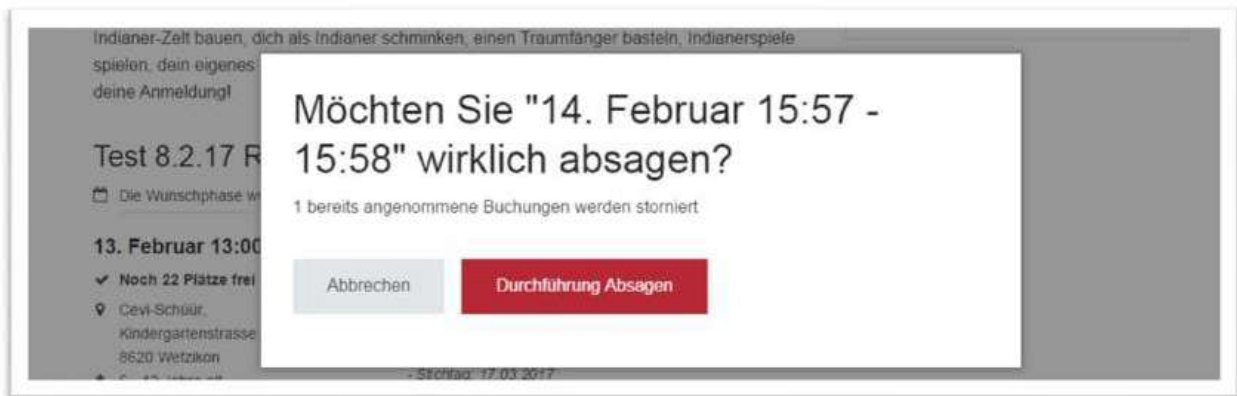 Indianer-Zelt bauen, dich als Indianer schminken, einen Traumfänger basteln, Indianerspiele
spielen, dein eigenes
deine Anmeldung!
Möchten Sie "14. Februar 15:57 -
15:58" wirklich absagen?
1 bereits angenommene Buchungen werden storniert
Abbrechen
Durchführung Absagen
Test 8.2.17 R
Die Wunschphase w
13. Februar 13:00
Noch 22 Plätze frei
Cevi-Schüür,
Kindergartenstrasse
8620 Wetzikon
- Stichtag: 17.03.2017